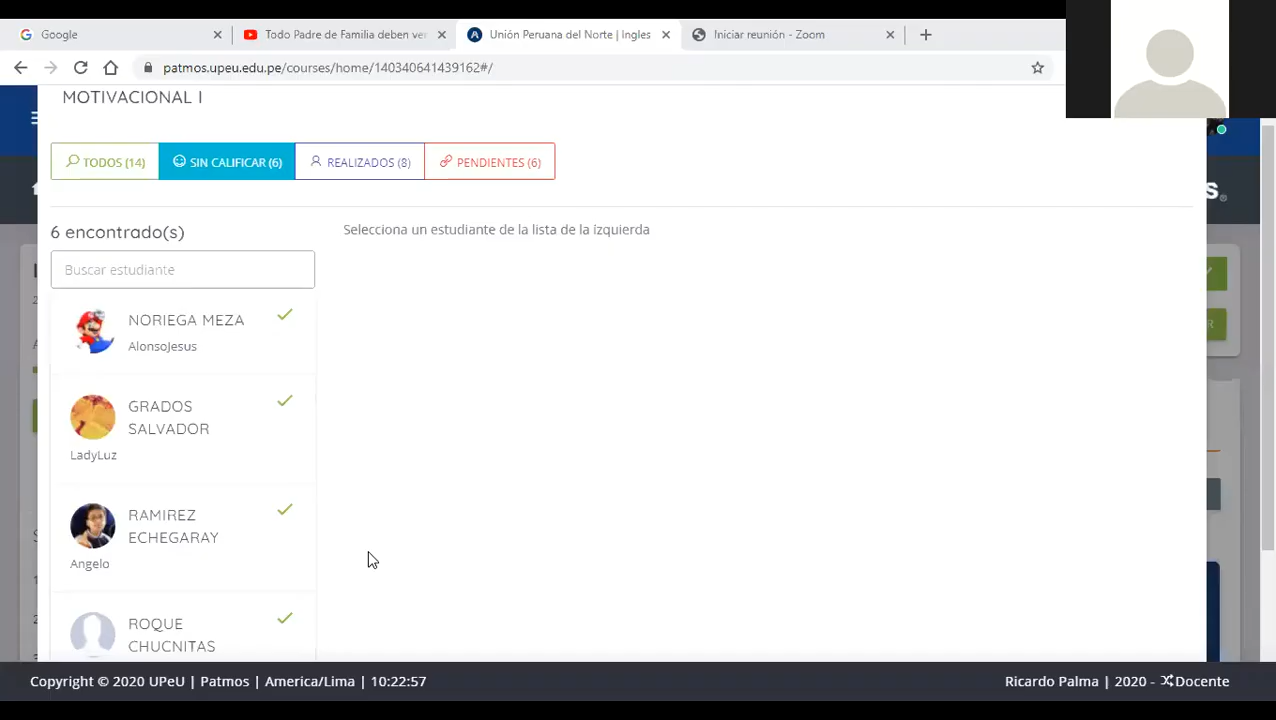 Google
Todo Padre de Familia deben ver
Unión Peruana del Norte | Ingles
Iniciar reunión - Zoom
patmos.upeu.edu.pe/courses/home/140340641439162#/
MOTIVACIONAL I
TODOS (14)
SIN CALIFICAR (6)
REALIZADOS (8)
PENDIENTES (6)
6 encontrado(s)
Selecciona un estudiante de la lista de la izquierda
Buscar estudiante
NORIEGA MEZA
AlonsoJesus
GRADOS
SALVADOR
LadyLuz
RAMIREZ
ECHEGARAY
Angelo
ROQUE
CHUCNITAS
Copyright © 2020 UPeU | Patmos | America/Lima | 10:22:57
Ricardo Palma | 2020 - Docente